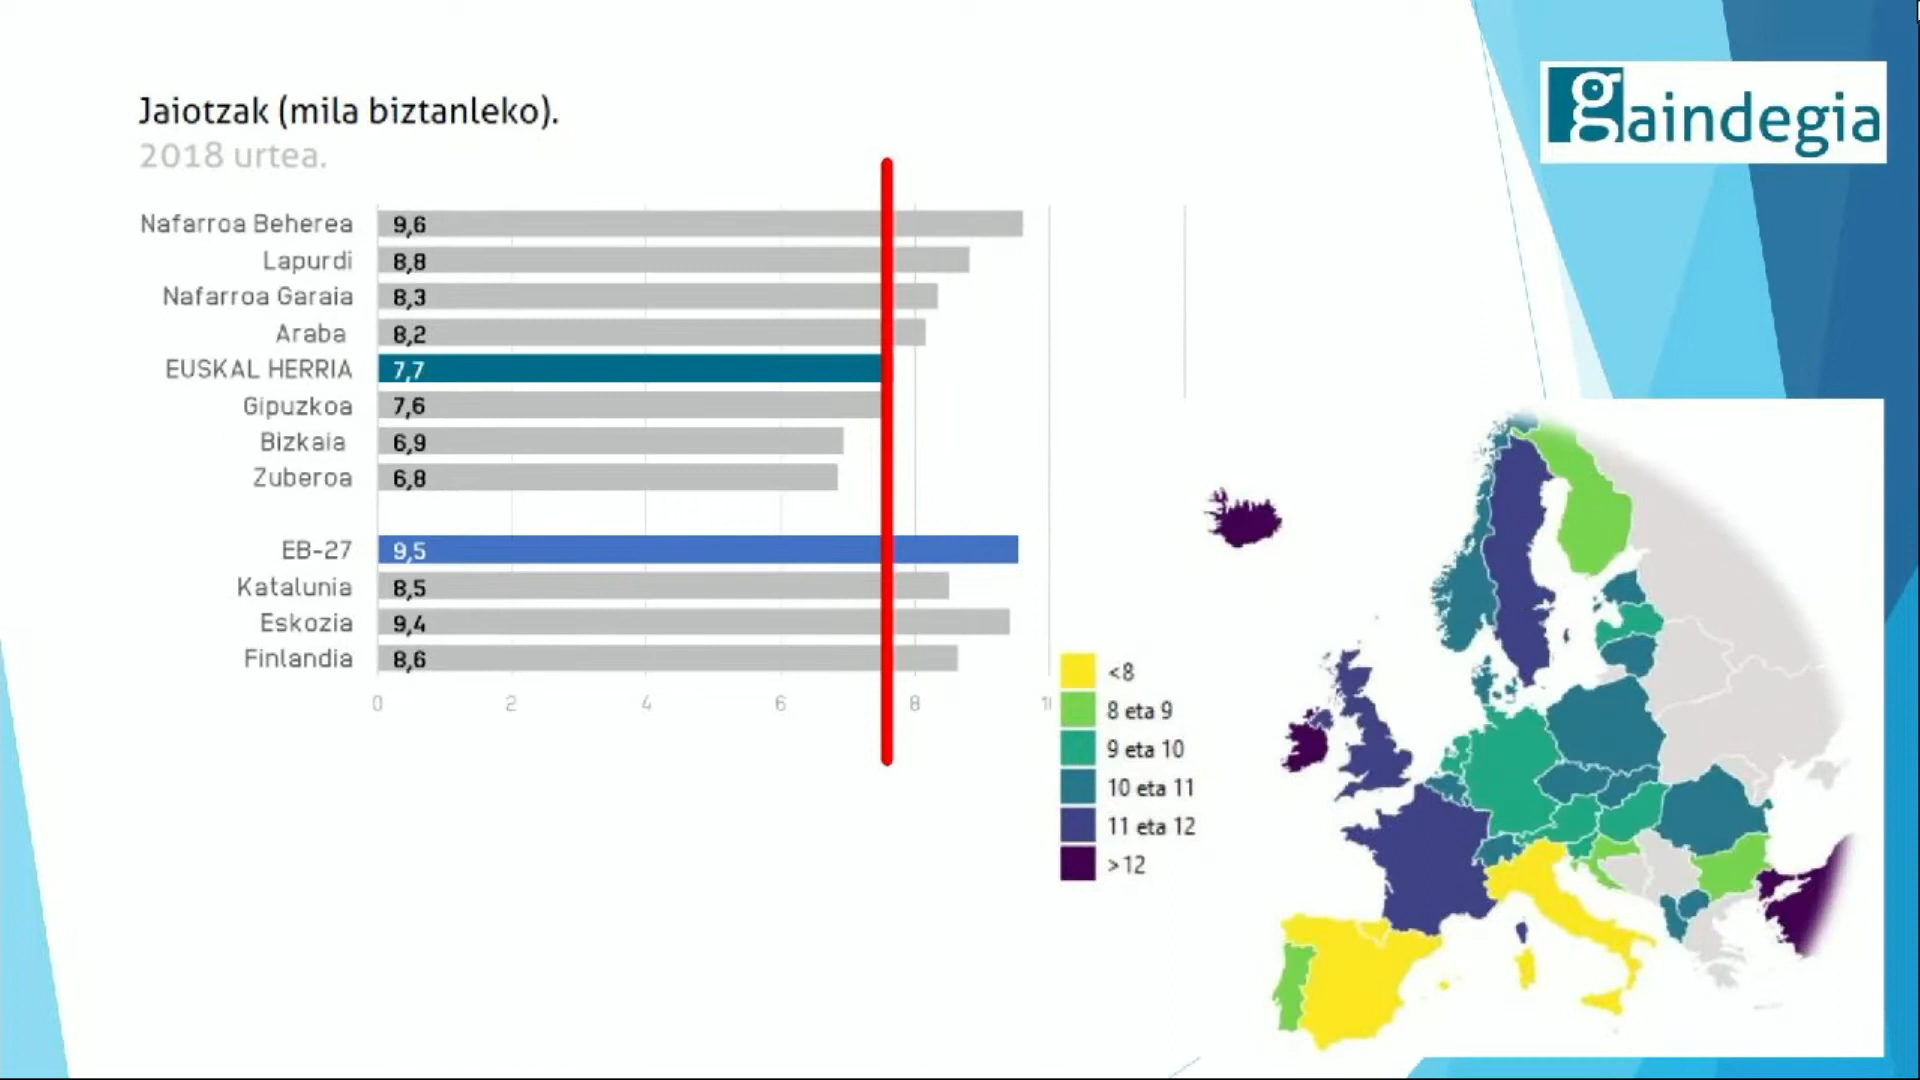 Jaiotzak (mila biztanleko).
2018 urtea.
gaindegia
Nafarroa Beherea 9,6
Lapurdi 8,8
Nafarroa Garaia 8,3
Araba 8,2
EUSKAL HERRIA 7,7
Gipuzkoa 7,6
Bizkaia 6,9
Zuberoa 6,8
EB-27 9,5
Katalunia 8,5
Eskozia 9,4
Finlandia 8,6
0 2 4 6 8
<8
8 eta 9
9 eta 10
10 eta 11
11 eta 12
>12